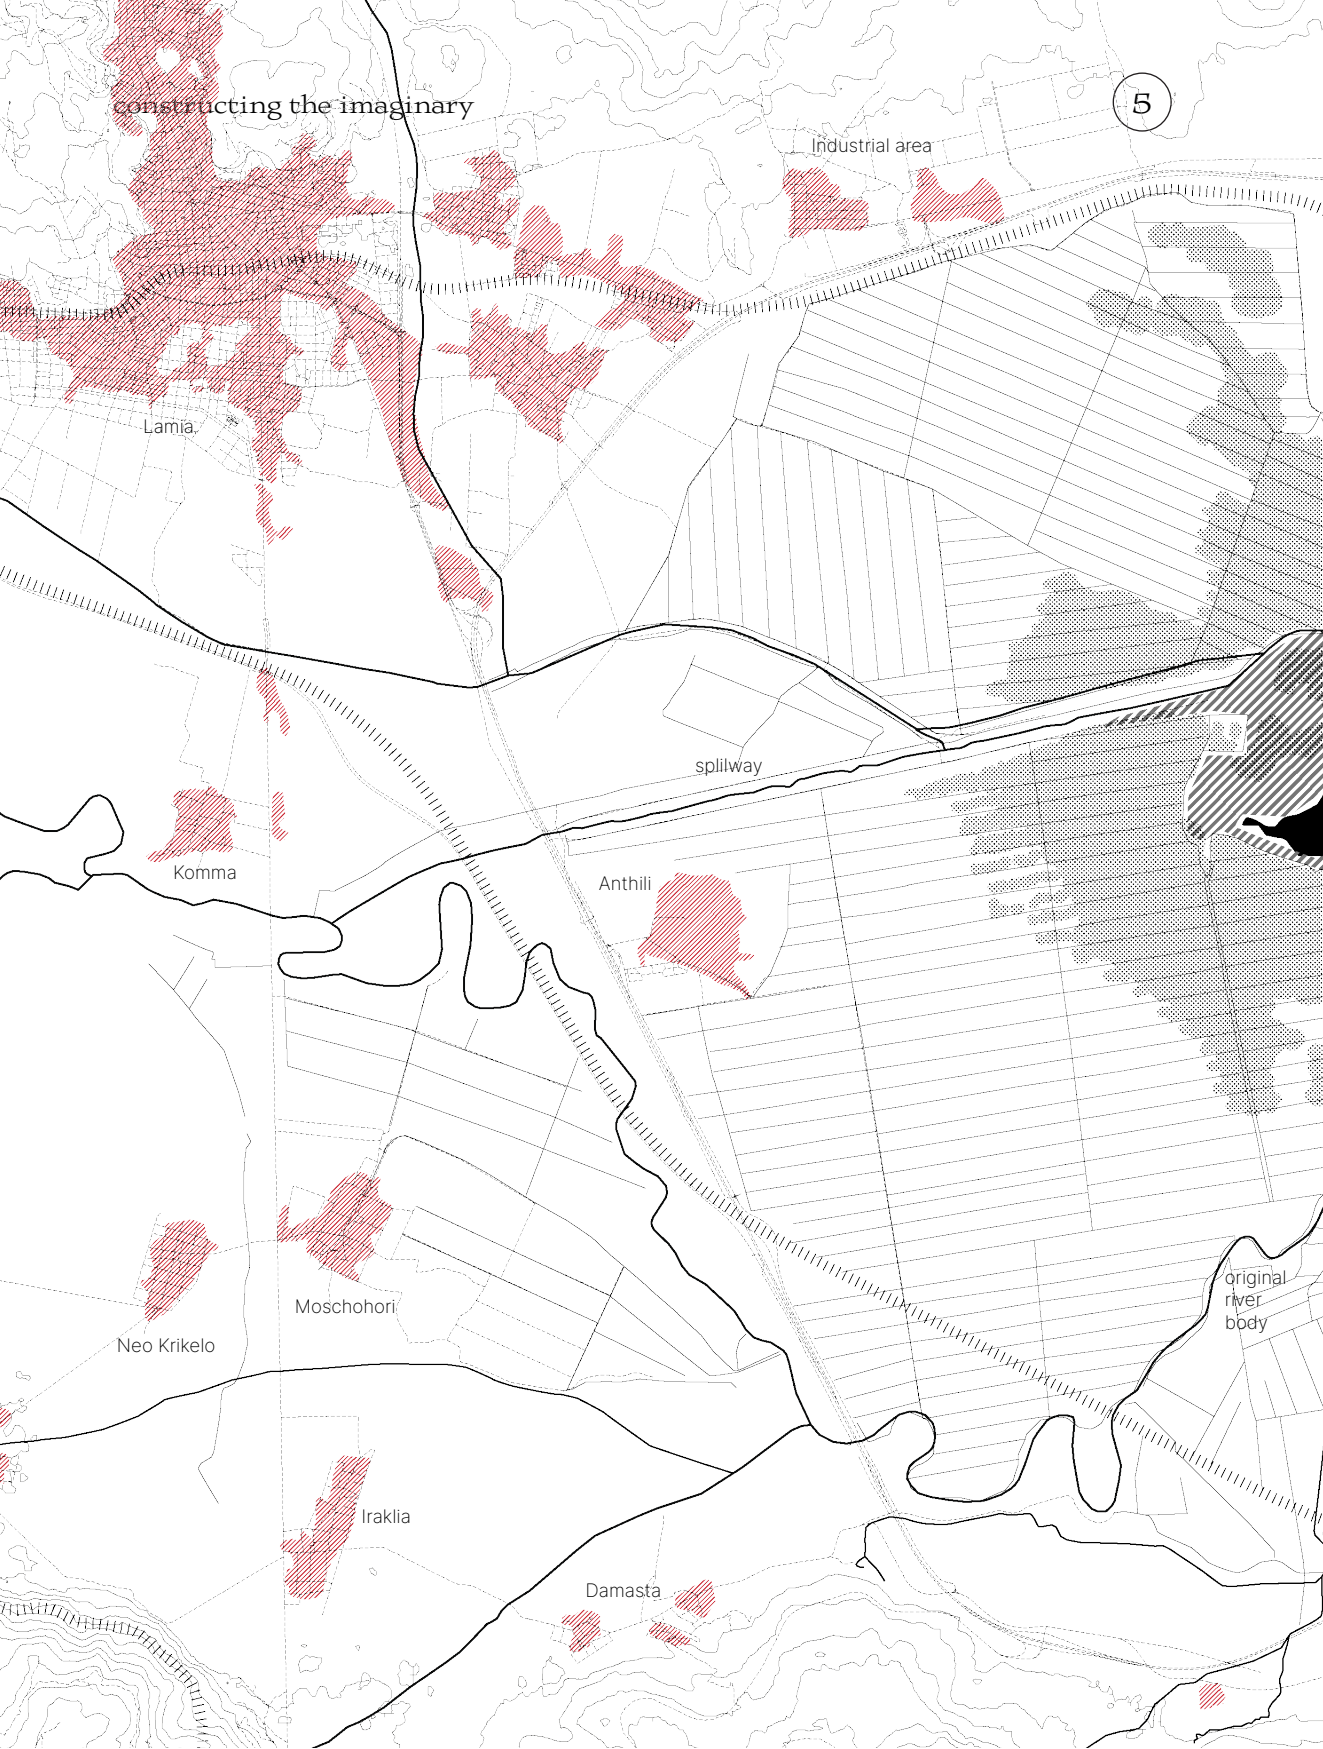 constructing the imaginary
5
Industrial area
Lamia
splilway
Komma
Anthili
original
river
body
Moschohori
Neo Krikelo
Iraklia
Damasta